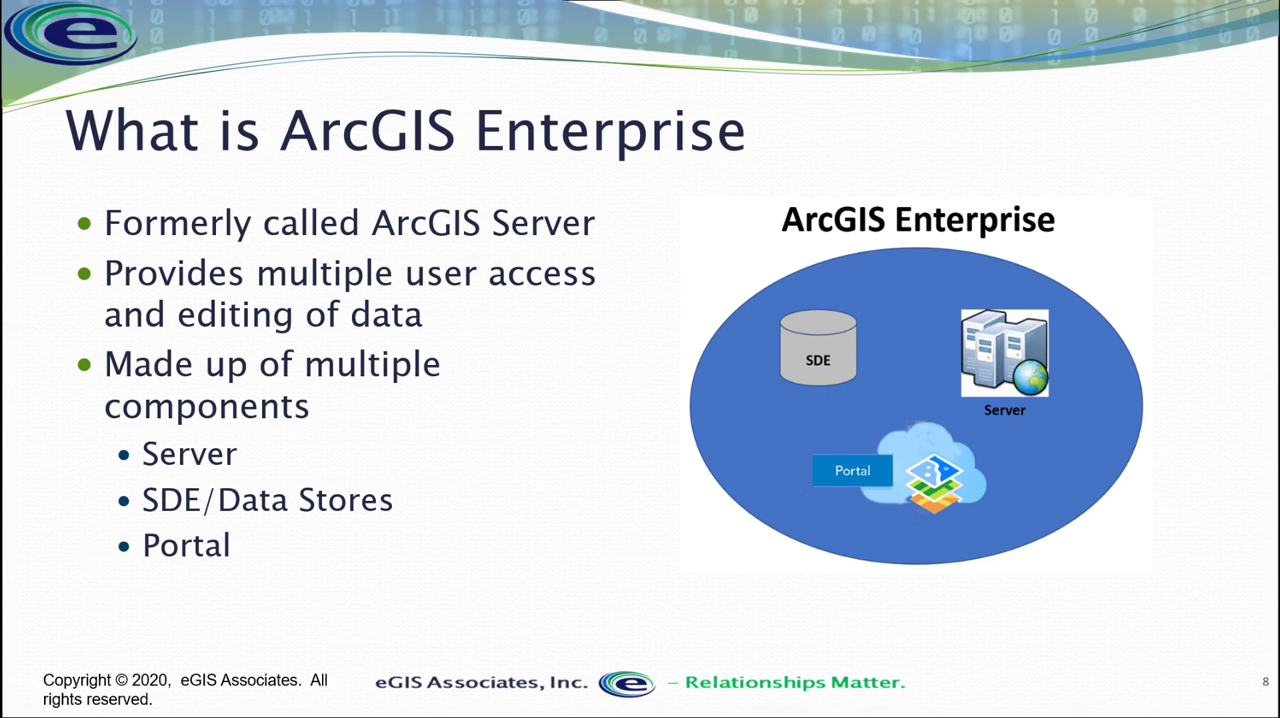 What is ArcGIS Enterprise
Formerly called ArcGIS Server
Provides multiple user access
and editing of data
Made up of multiple
components
Server
SDE/Data Stores
Portal
ArcGIS Enterprise
SDE
Server
Portal
Copyright © 2020, eGIS Associates. All
rights reserved.
eGIS Associates, Inc. e – Relationships Matter.
8